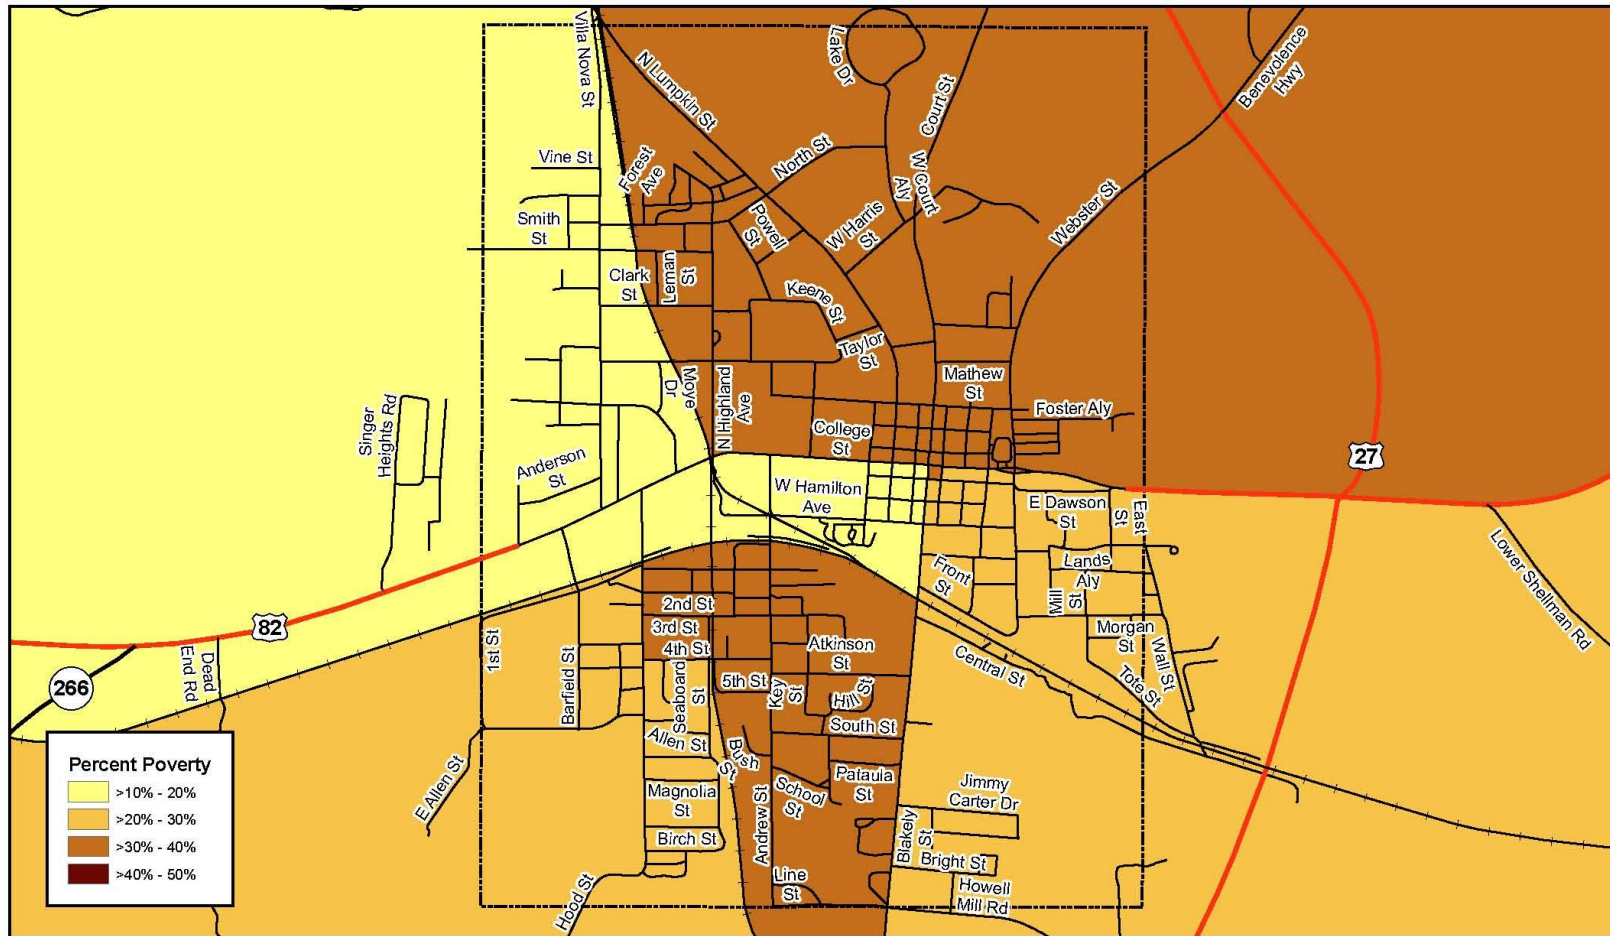 Villa Nova St
N Lumpkin St
Lake Dr
Court St
Benevolence
Hwy
Vine St
Forest
Ave
North St
W Court
Aly
Smith
St
Powell
St
W Harris
St
Webster St
Clark
St
Leman
St
Keene St
Taylor
St
Moye
Dr
N Highland
Ave
Mathew
St
Singer
Heights Rd
Foster Aly
College
St
27
Anderson
St
W Hamilton
Ave
E Dawson
St
East
St
Lower Shellman Rd
Front
St
Lands
Aly
Mill
St
82
2nd St
3rd St
4th St
1st St
Barfield St
Atkinson
St
Morgan
St
Wall St
Dead
End Rd
266
Seaboard
St
5th St
Key
St
Hill St
Central St
Tote St
South St
Allen St
Bush
St
E Allen St
Magnolia
St
School
St
Pataula
St
Jimmy
Carter Dr
Birch St
Andrew St
Blakely
St
Bright St
Hood St
Line
St
Howell
Mill Rd
Percent Poverty
>10% - 20%
>20% - 30%
>30% - 40%
>40% - 50%